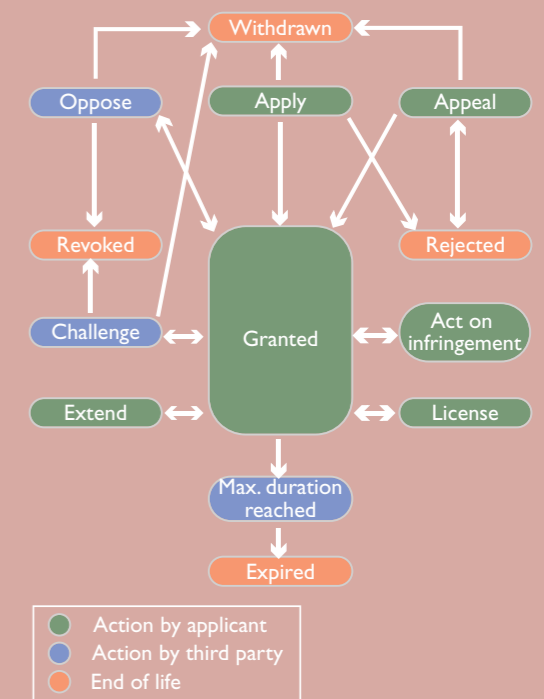 Withdrawn
Oppose
Apply
Appeal
Revoked
Rejected
Challenge
Granted
Act on
infringement
Extend
License
Max. duration
reached
Expired
Action by applicant
Action by third party
End of life